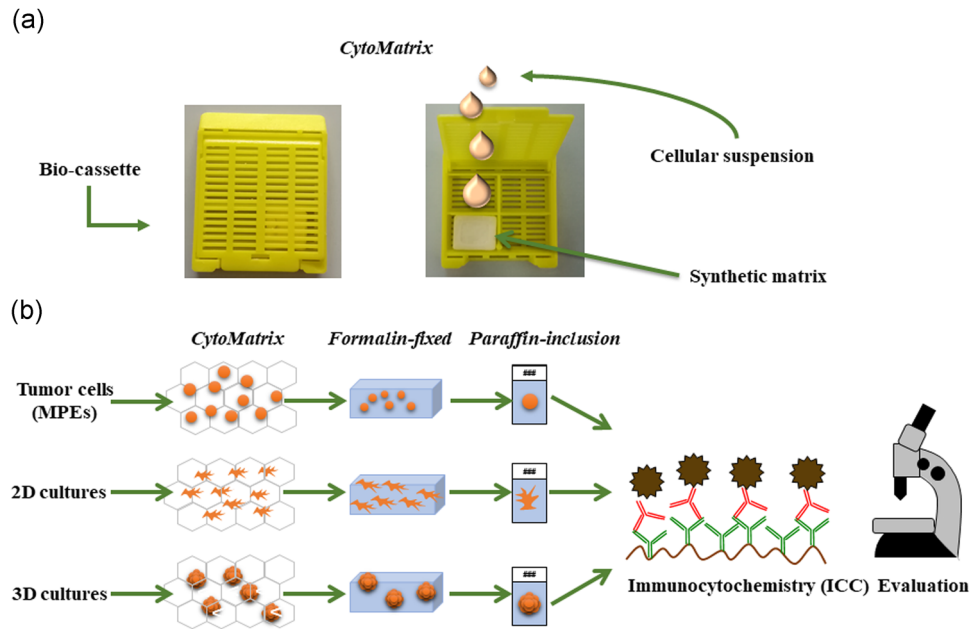 (a)
CytoMatrix
Bio-cassette
Cellular suspension
Synthetic matrix
(b)
CytoMatrix
Formalin-fixed
Paraffin-inclusion
Tumor cells
(MPEs)
###
2D cultures
###
3D cultures
###
Immunocytochemistry (ICC)
Evaluation